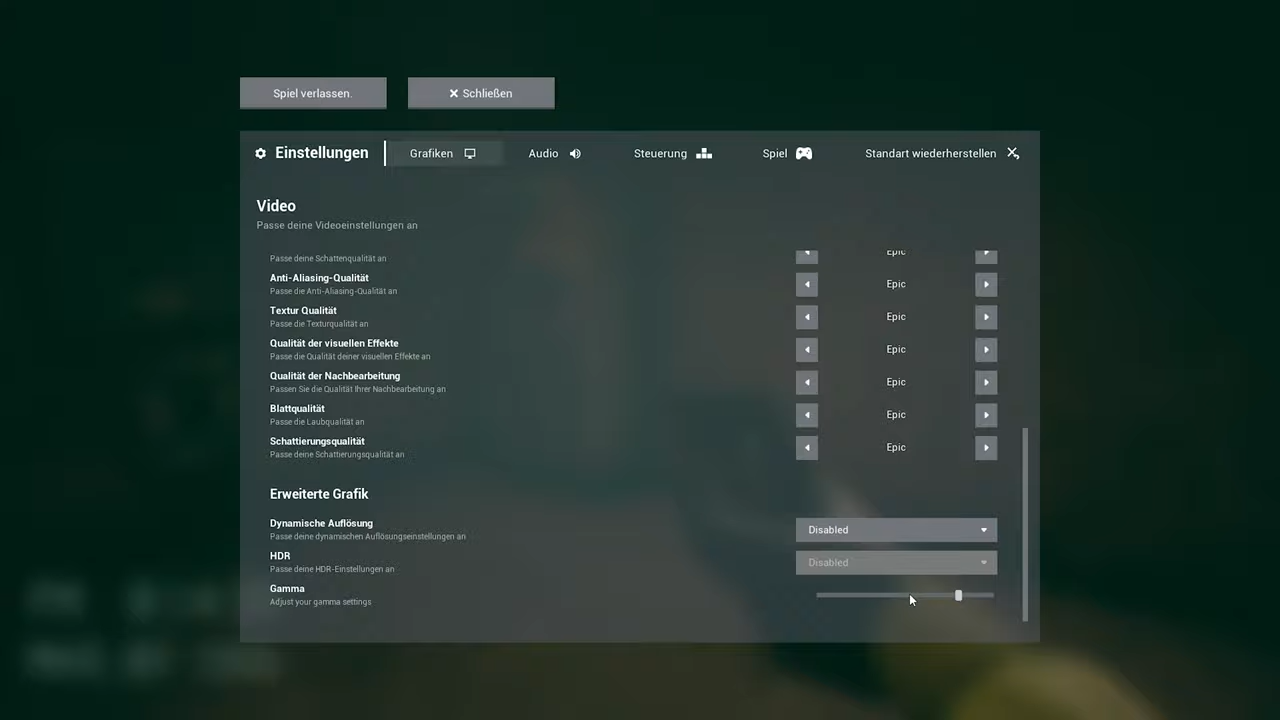 Spiel verlassen.
Schließen
Einstellungen
Grafiken
Audio
Steuerung
Spiel
Standart wiederherstellen
Video
Passe deine Videoeinstellungen an
Passe deine Schattenqualität an
Epic
Anti-Aliasing-Qualität
Passe die Anti-Aliasing-Qualität an
Epic
Textur Qualität
Passe die Texturqualität an
Epic
Qualität der visuellen Effekte
Passe die Qualität deiner visuellen Effekte an
Epic
Qualität der Nachbearbeitung
Passen Sie die Qualität Ihrer Nachbearbeitung an
Epic
Blattqualität
Passe die Laubqualität an
Epic
Schattierungsqualität
Passe deine Schattierungsqualität an
Epic
Erweiterte Grafik
Dynamische Auflösung
Passe deine dynamischen Auflösungseinstellungen an
Disabled
HDR
Passe deine HDR-Einstellungen an
Disabled
Gamma
Adjust your gamma settings